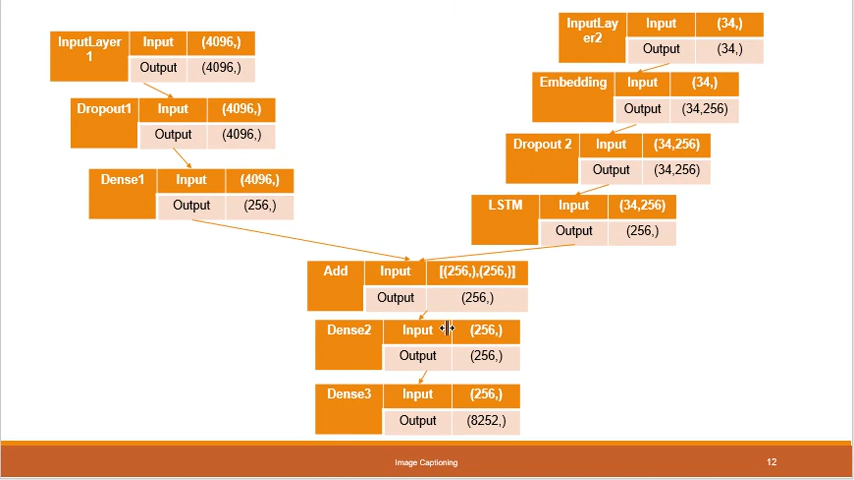 InputLayer
1
Input
(4096,)
Output
(4096,)
Dropout1
Input
(4096,)
Output
(4096,)
Dense1
Input
(4096,)
Output
(256,)
InputLay
er2
Input
(34,)
Output
(34,)
Embedding
Input
(34,)
Output
(34,256)
Dropout 2
Input
(34,256)
Output
(34,256)
LSTM
Input
(34,256)
Output
(256,)
Add
Input
[(256,),(256,)]
Output
(256,)
Dense2
Input
(256,)
Output
(256,)
Dense3
Input
(256,)
Output
(8252,)
Image Captioning
12